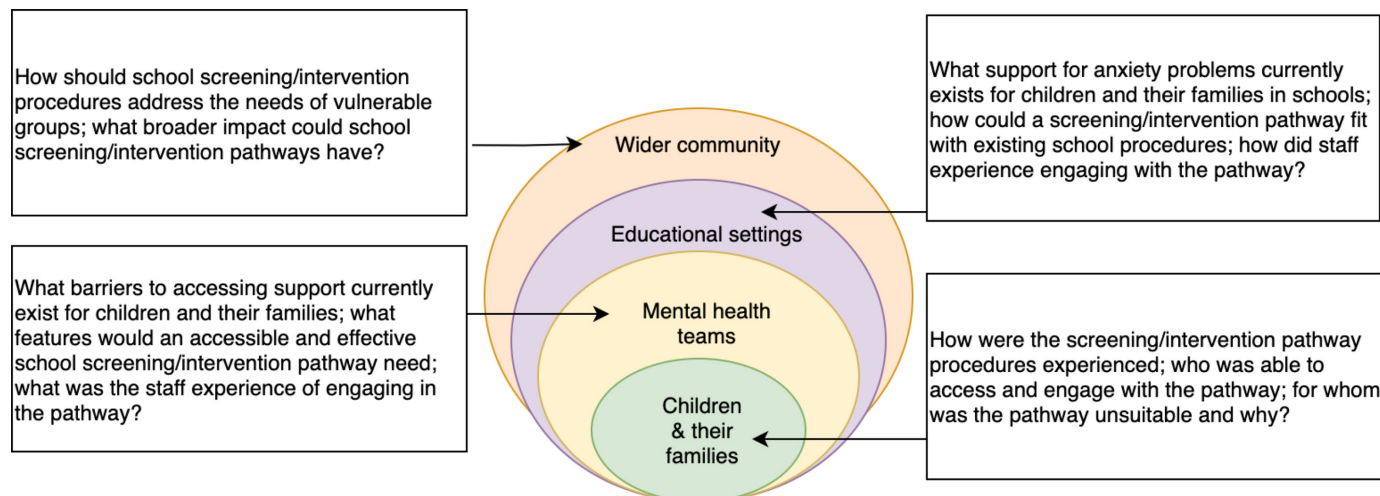 How should school screening/intervention
procedures address the needs of vulnerable
groups; what broader impact could school
screening/intervention pathways have?
What support for anxiety problems currently
exists for children and their families in schools;
how could a screening/intervention pathway fit
with existing school procedures; how did staff
experience engaging with the pathway?
Wider community
Educational settings
What barriers to accessing support currently
exist for children and their families; what
features would an accessible and effective
school screening/intervention pathway need;
what was the staff experience of engaging in
the pathway?
Mental health
teams
How were the screening/intervention pathway
procedures experienced; who was able to
access and engage with the pathway; for whom
was the pathway unsuitable and why?
Children
& their
families